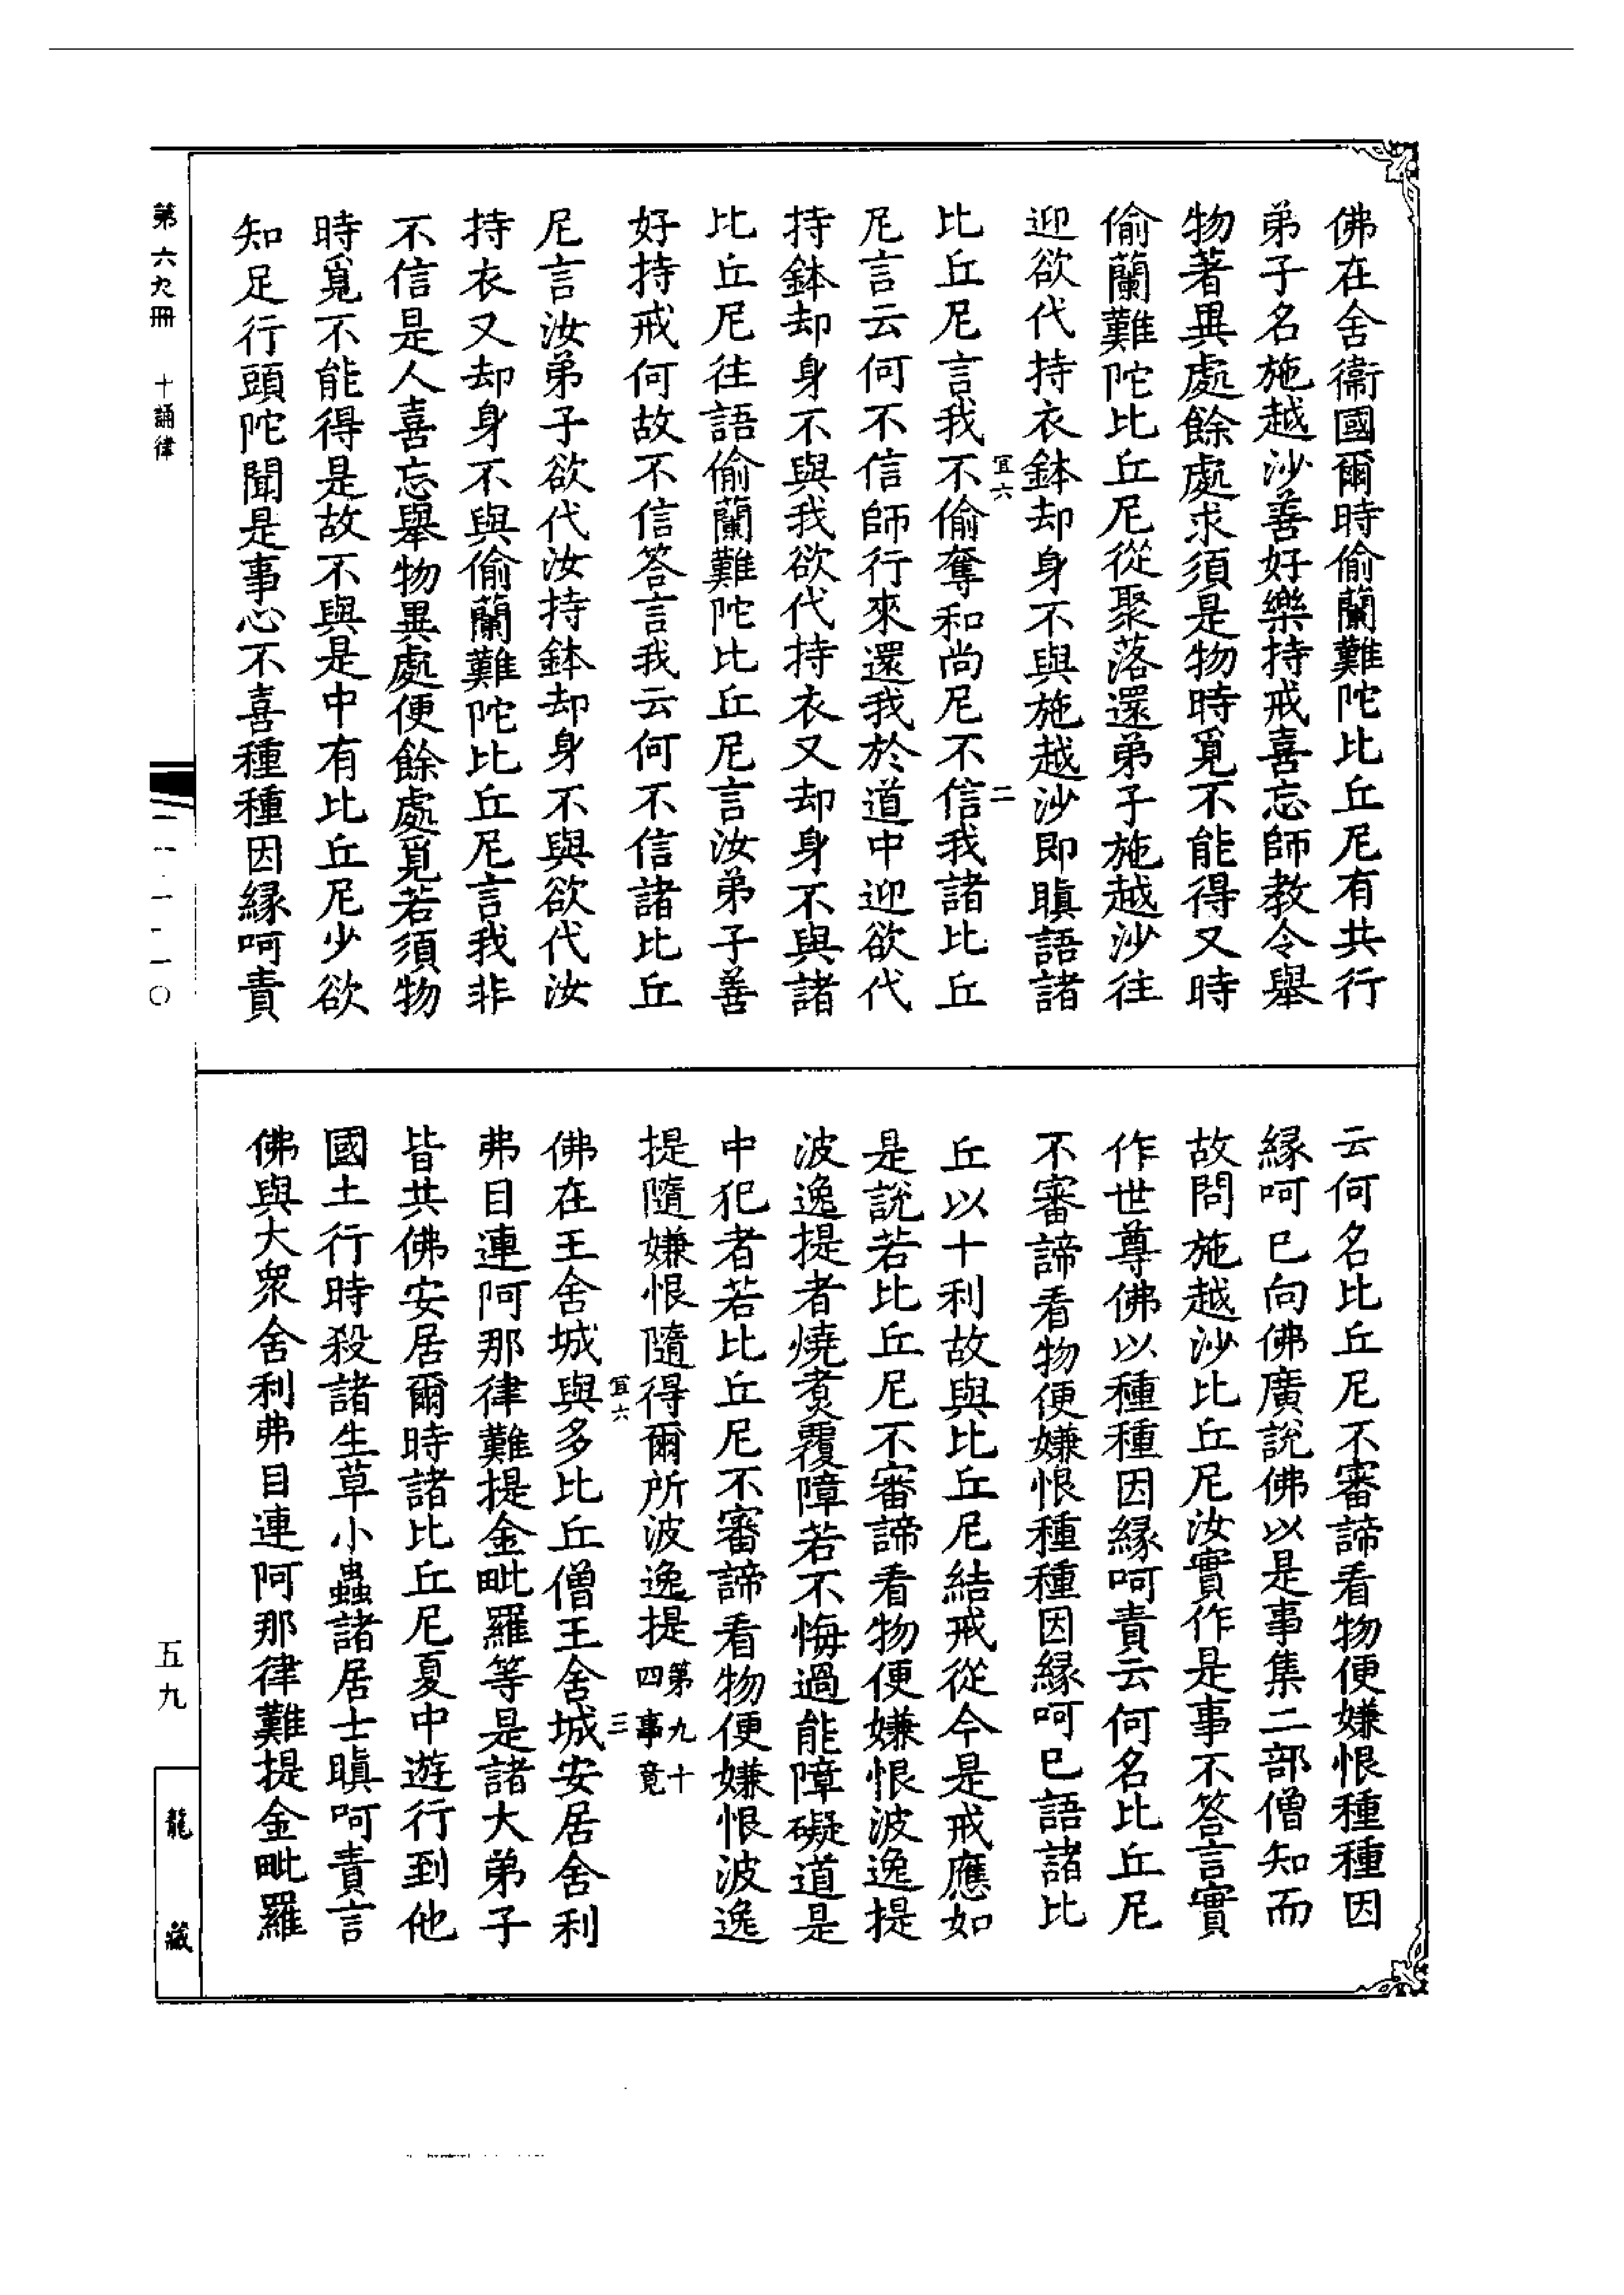 佛在舍衞國爾時偷蘭難陀比丘尼有共行
弟子名施越沙善好樂持戒喜忘師教令舉
物著異處餘處求須是物時覓不能得又時
偷蘭難陀比丘尼從聚落還弟子施越沙往
迎欲代持衣鉢却身不與施越沙即瞋語諸
宜六 二
比丘尼言我不偷奪和尚尼不信我諸比丘
尼言云何不信師行來還我於道中迎欲代
持鉢却身不與我欲代持衣又却身不與諸
比丘尼往語偷蘭難陀比丘尼言汝弟子善
好持戒何故不信答言我云何不信諸比丘
尼言汝弟子欲代汝持鉢却身不與欲代汝
持衣又却身不與偷蘭難陀比丘尼言我非
不信是人喜忘舉物異處便餘處覓若須物
時覓不能得是故不與是中有比丘尼少欲
知足行頭陀聞是事心不喜種種因緣呵責
云何名比丘尼不審諦看物便嫌恨種種因
緣呵已向佛廣說佛以是事集二部僧知而
故問施越沙比丘尼汝實作是事不答言實
作世尊佛以種種因緣呵責云何名比丘尼
不審諦看物便嫌恨種種因緣呵已語諸比
丘以十利故與比丘尼結戒從今是戒應如
是說若比丘尼不審諦看物便嫌恨波逸提
波逸提者燒煑覆障若不悔過能障礙道是
中犯者若比丘尼不審諦看物便嫌恨波逸
提隨嫌恨隨得爾所波逸提第九十四事竟
宜六 三
佛在王舍城與多比丘僧王舍城安居舍利
弗目連阿那律難提金毗羅等是諸大弟子
皆共佛安居爾時諸比丘尼夏中遊行到他
國土行時殺諸生草小蟲諸居士瞋呵責言
佛與大衆舍利弗目連阿那律難提金毗羅
第六九冊 十誦律
五九
龍藏